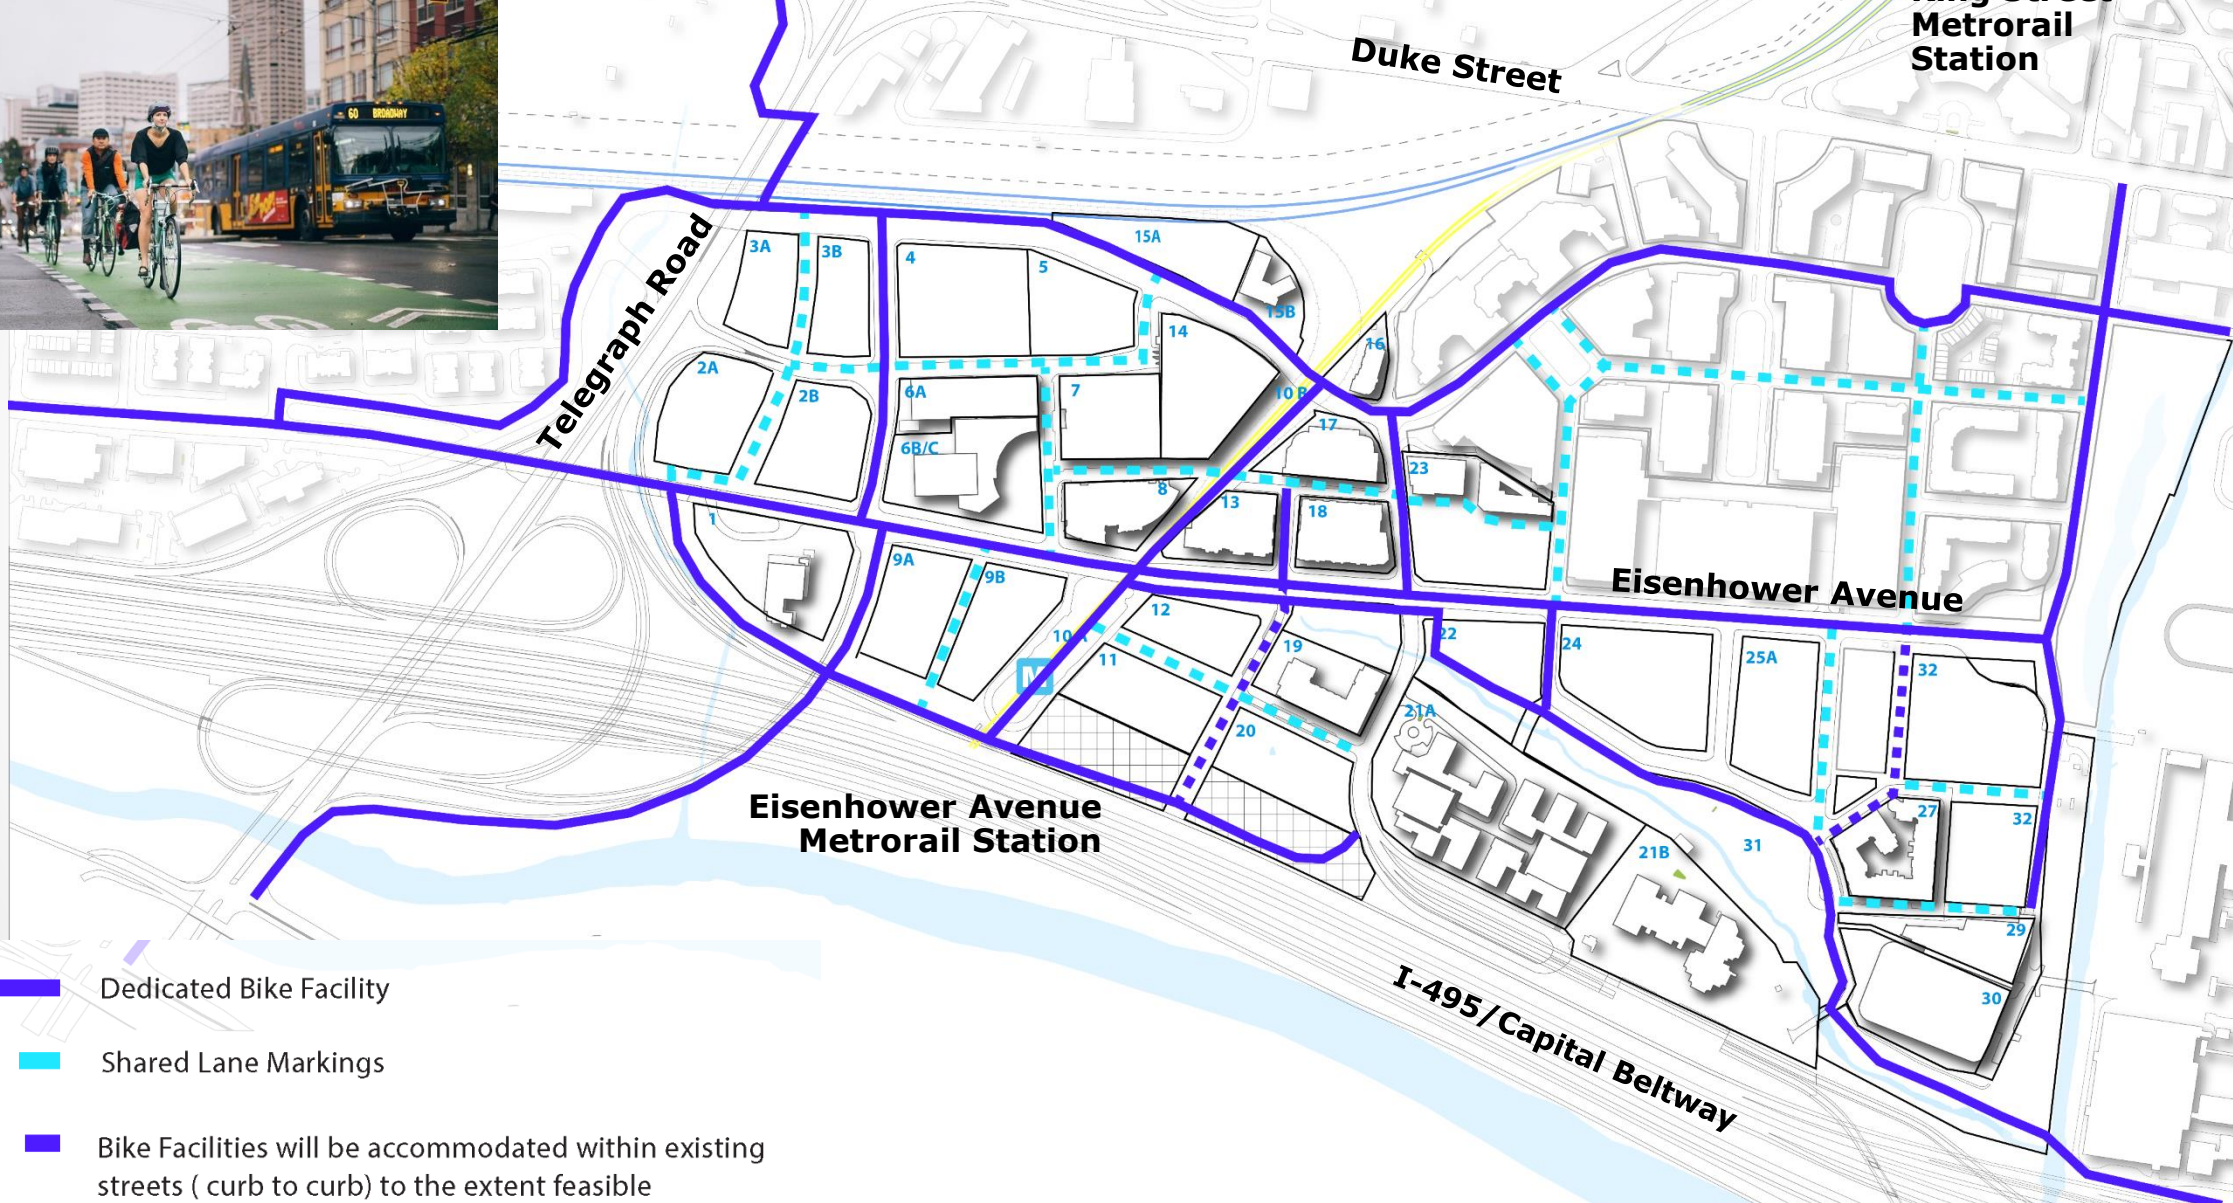 60 BROADWAY
King Street
Metrorail
Station
Duke Street
Telegraph Road
15A
3A
3B
4
5
15B
14
16
2A
2B
6A
7
10 B
17
6B/C
23
8
13
18
1
9A
9B
Eisenhower Avenue
12
10A
22
24
19
11
25A
32
M
21A
20
Eisenhower Avenue
Metrorail Station
27
32
31
21B
29
30
I-495/Capital Beltway
Dedicated Bike Facility
Shared Lane Markings
Bike Facilities will be accommodated within existing
streets ( curb to curb) to the extent feasible